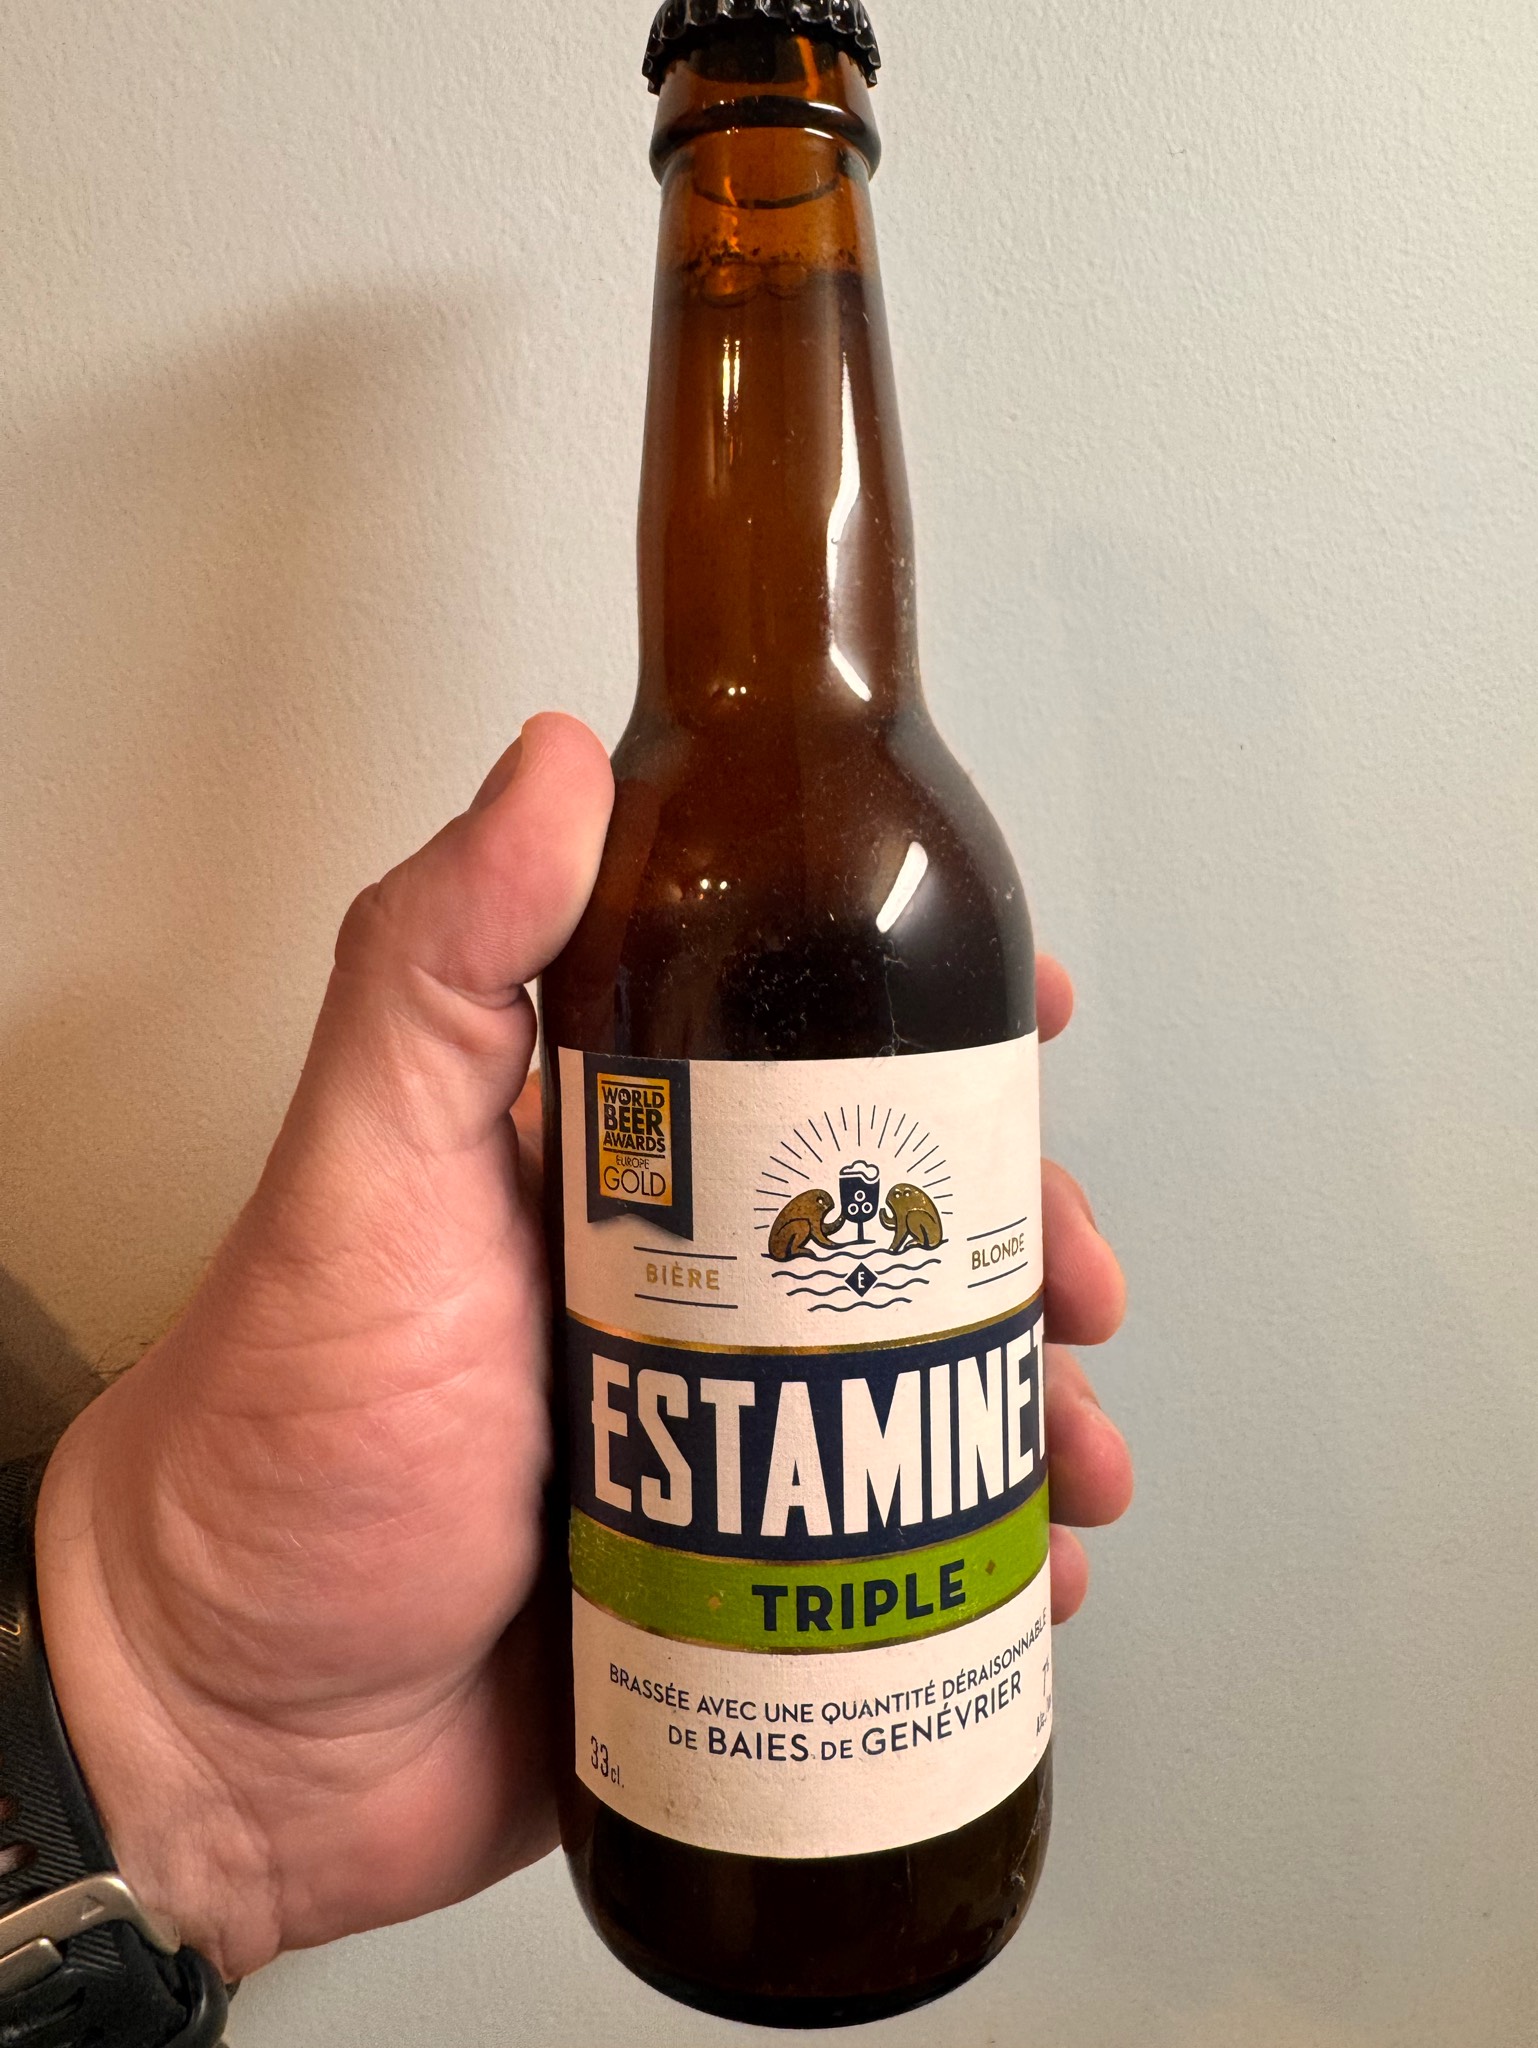 WORLD
BEER
AWARDS
EUROPE
GOLD
BIÈRE
BLONDE
E
ESTAMINET
TRIPLE
BRASSÉE AVEC UNE QUANTITÉ DÉRAISONNABLE
DE BAIES DE GENÉVRIER
33cl.